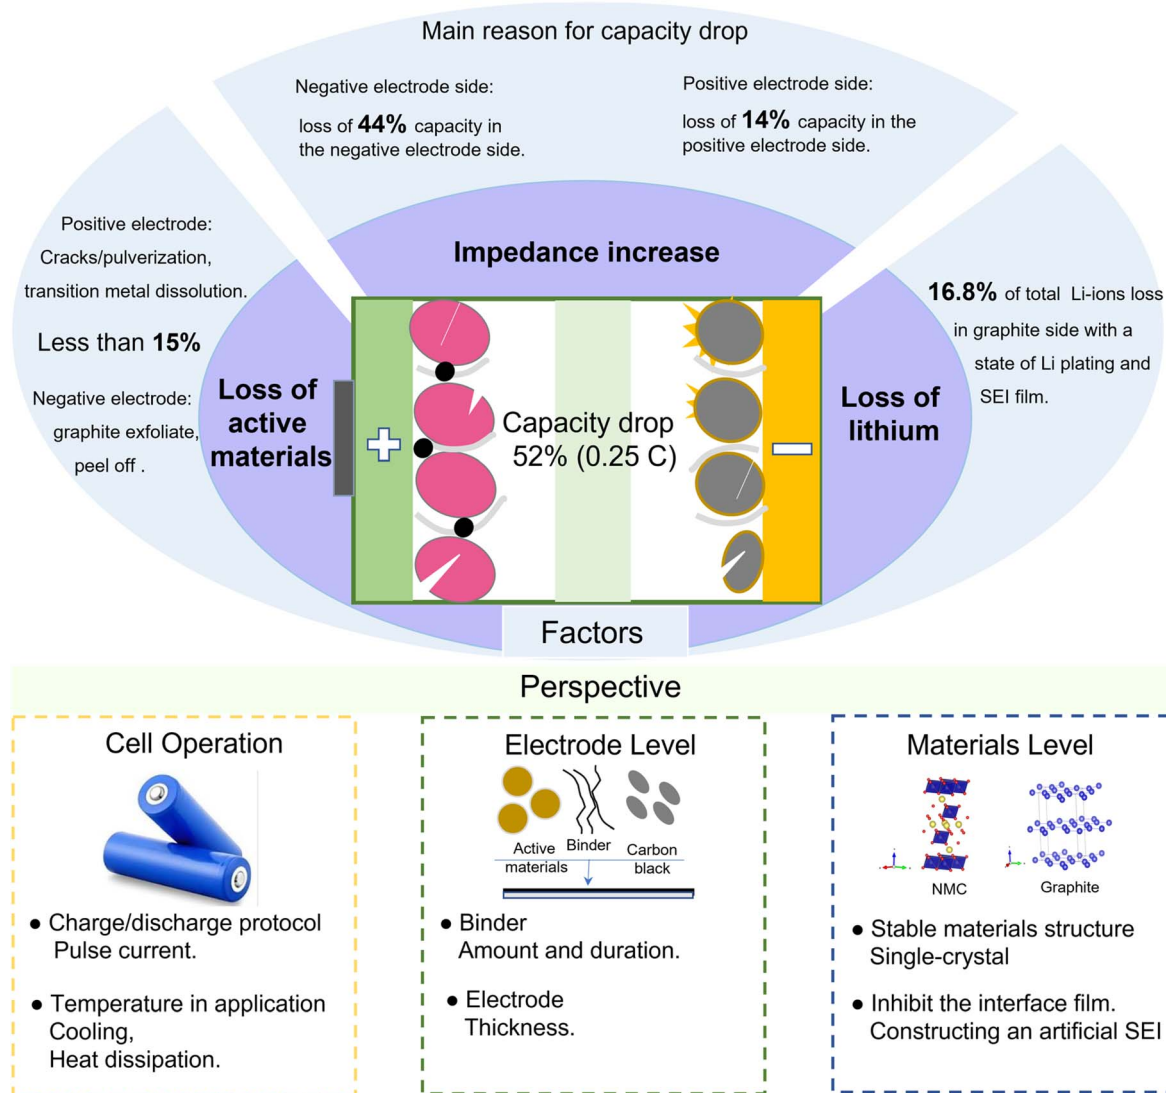 Main reason for capacity drop
Negative electrode side:
loss of 44% capacity in
the negative electrode side.
Positive electrode side:
loss of 14% capacity in the
positive electrode side.
Positive electrode:
Cracks/pulverization,
transition metal dissolution.
Less than 15%
Negative electrode:
graphite exfoliate,
peel off .
Impedance increase
Loss of
active
materials
Capacity drop
52% (0.25 C)
Loss of
lithium
16.8% of total Li-ions loss
in graphite side with a
state of Li plating and
SEI film.
Factors
Perspective
Cell Operation
● Charge/discharge protocol
Pulse current.
● Temperature in application
Cooling,
Heat dissipation.
Electrode Level
Active
materials
Binder
Carbon
black
● Binder
Amount and duration.
● Electrode
Thickness.
Materials Level
NMC
Graphite
● Stable materials structure
Single-crystal
● Inhibit the interface film.
Constructing an artificial SEI